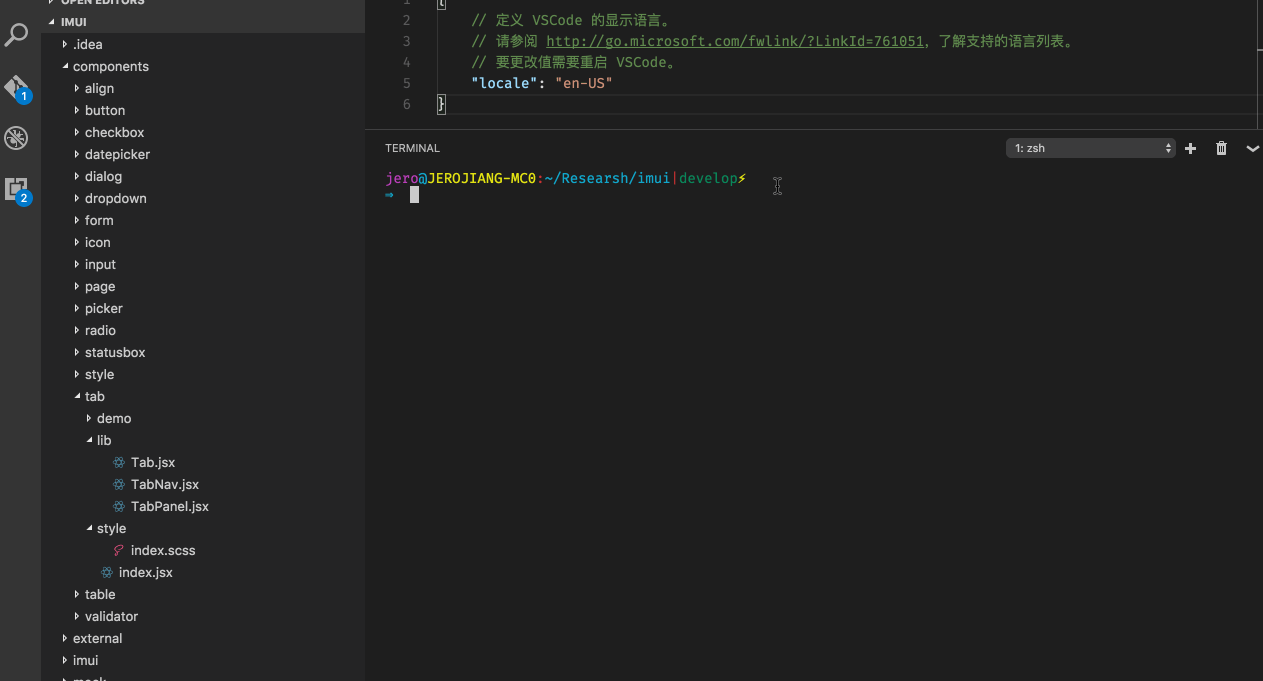 OPEN EDITORS
IMUI
.idea
components
align
button
checkbox
datepicker
dialog
dropdown
form
icon
input
page
picker
radio
statusbox
style
tab
demo
lib
Tab.jsx
TabNav.jsx
TabPanel.jsx
style
index.scss
index.jsx
table
validator
external
imui
1
2
1 {
2 // 定义 VSCode 的显示语言。
3 // 请参阅 http://go.microsoft.com/fwlink/?LinkId=761051，了解支持的语言列表。
4 // 要更改值需要重启 VSCode。
5 "locale": "en-US"
6 }
TERMINAL
1: zsh
jero@JEROJIANG-MC0:~/Researsh/imui|develop⚡
⇒